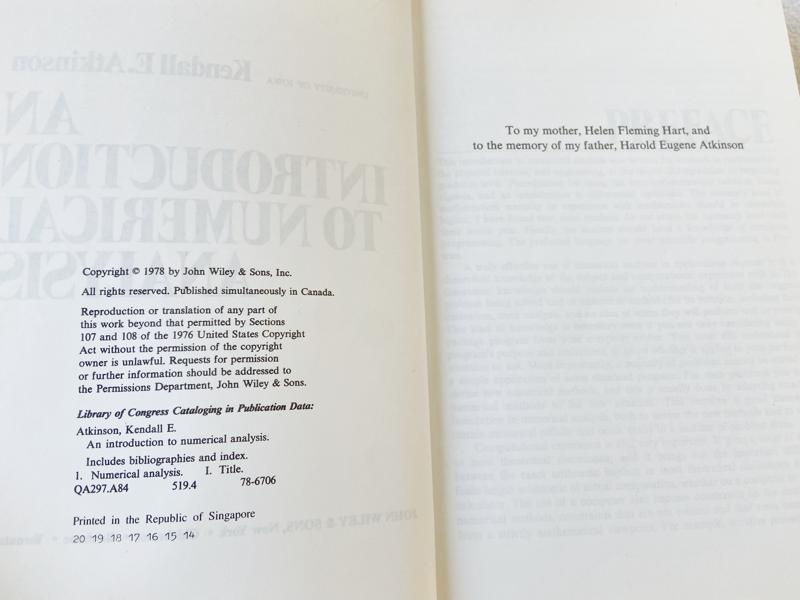 Copyright © 1978 by John Wiley & Sons, Inc.
All rights reserved. Published simultaneously in Canada.
Reproduction or translation of any part of
this work beyond that permitted by Sections
107 and 108 of the 1976 United States Copyright
Act without the permission of the copyright
owner is unlawful. Requests for permission
or further information should be addressed to
the Permissions Department, John Wiley & Sons.
Library of Congress Cataloging in Publication Data:
Atkinson, Kendall E.
An introduction to numerical analysis.
Includes bibliographies and index.
1. Numerical analysis. I. Title.
QA297.A84 519.4 78-6706
Printed in the Republic of Singapore
20 19 18 17 16 15 14
To my mother, Helen Fleming Hart, and
to the memory of my father, Harold Eugene Atkinson